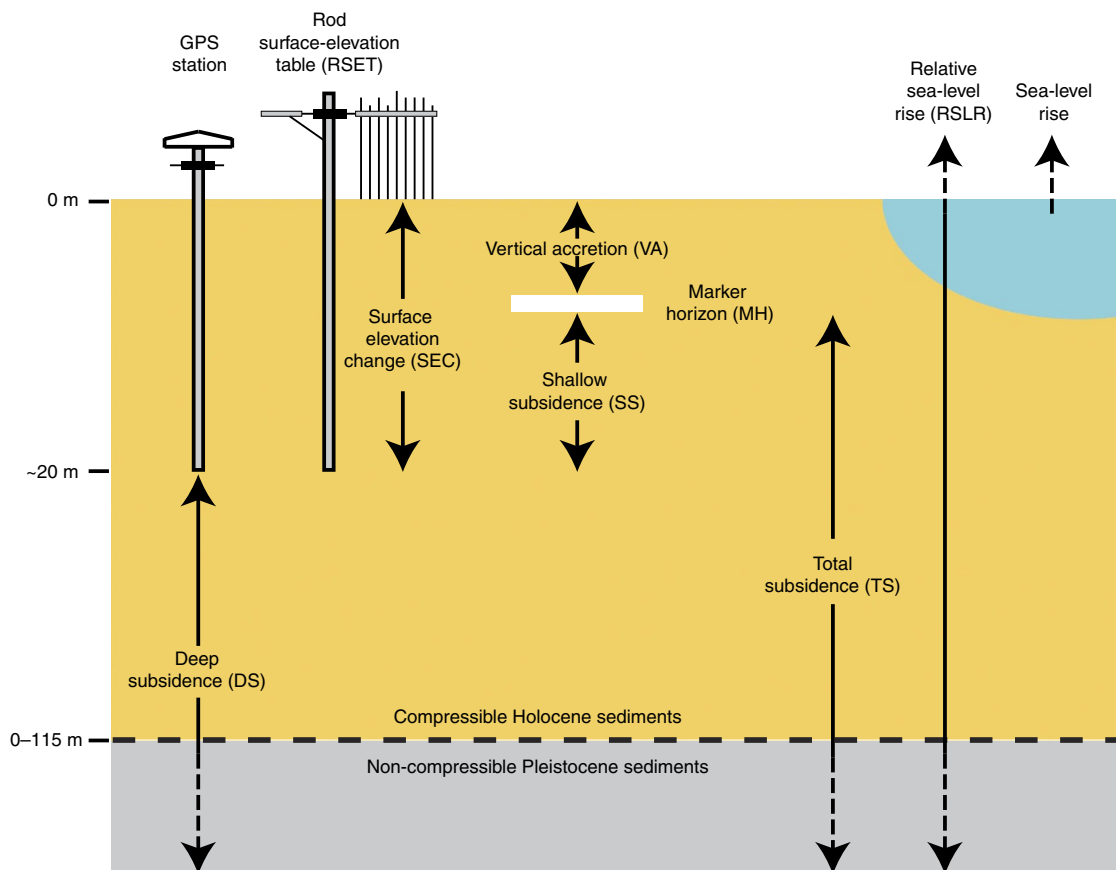 GPS
station
Rod
surface-elevation
table (RSET)
Relative
sea-level
rise (RSLR)
Sea-level
rise
0 m
Vertical accretion (VA)
Marker
horizon (MH)
Surface
elevation
change (SEC)
Shallow
subsidence (SS)
~20 m
Total
subsidence (TS)
Deep
subsidence (DS)
Compressible Holocene sediments
0–115 m
Non-compressible Pleistocene sediments